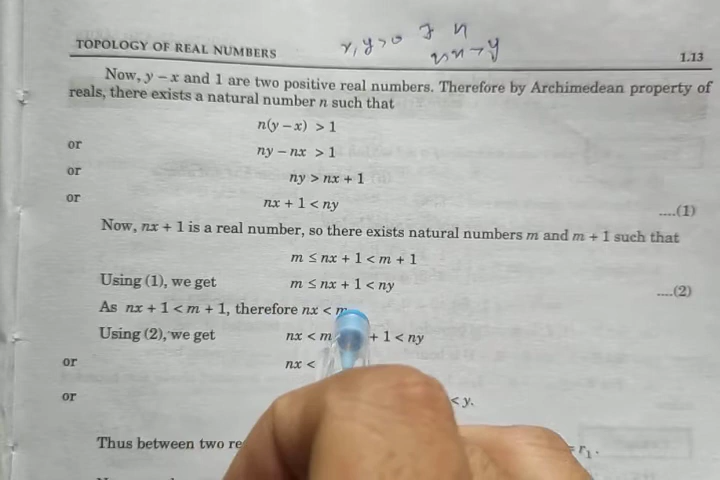 x, y > 0 ∃ n
TOPOLOGY OF REAL NUMBERS
nx > y
1.13
Now, y – x and 1 are two positive real numbers. Therefore by Archimedean property of
reals, there exists a natural number n such that
n(y – x) > 1
or ny – nx > 1
or ny > nx + 1
or nx + 1 < ny ....(1)
Now, nx + 1 is a real number, so there exists natural numbers m and m + 1 such that
m ≤ nx + 1 < m + 1
Using (1), we get m ≤ nx + 1 < ny ....(2)
As nx + 1 < m + 1, therefore nx < m
Using (2), we get nx < m + 1 < ny
or nx <
or < y.
Thus between two = r₁.